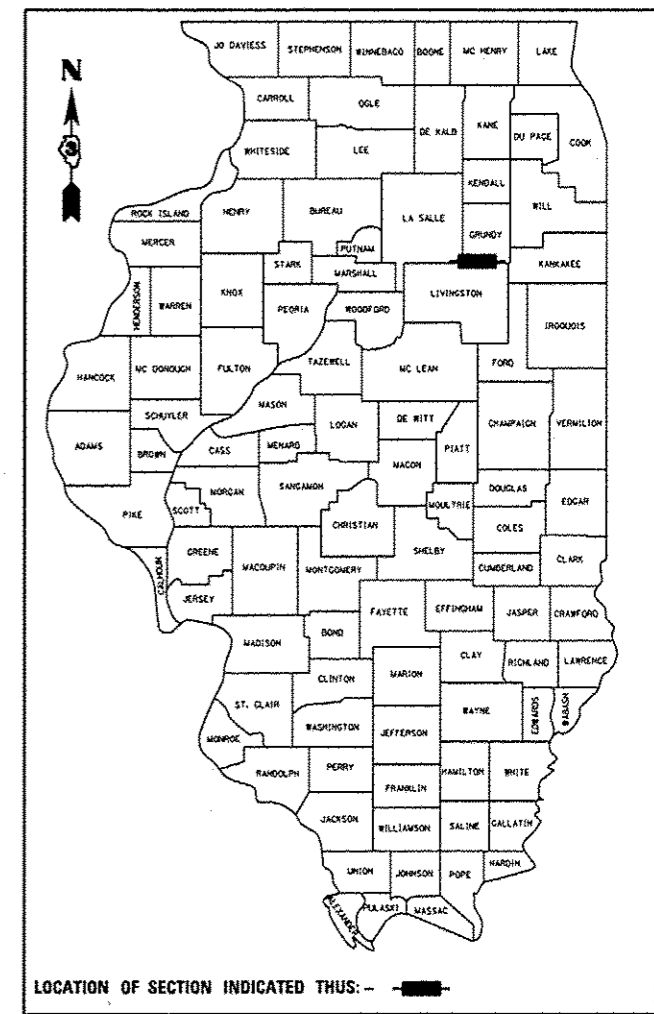 JO DAVIESS STEPHENSON WINNEBAGO BOONE MC HENRY LAKE
N
CARROLL OGLE DE KALB KANE DU PAGE COOK
WHITESIDE LEE
KENDALL
ROCK ISLAND HENRY BUREAU LA SALLE WILL
GRUNDY
MERCER PUTNAM
STARK KANKAKEE
MARSHALL
HENDERSON WARREN KNOX LIVINGSTON
PEORIA WOODFORD IROQUOIS
FORD
HANCOCK MC DONOUGH FULTON TAZEWELL MC LEAN
MASON
SCHUYLER DE WITT CHAMPAIGN VERMILION
LOGAN
ADAMS BROWN CASS MENARD PIATT
MACON
MORGAN SANGAMON DOUGLAS
PIKE SCOTT MOULTRIE EDGAR
CHRISTIAN COLES
GREENE SHELBY
CALHOUN MACOUPIN MONTGOMERY CUMBERLAND CLARK
JERSEY
FAYETTE EFFINGHAM JASPER CRAWFORD
BOND
MADISON
CLAY RICHLAND LAWRENCE
CLINTON MARION
ST. CLAIR WAYNE EDWARDS WABASH
WASHINGTON JEFFERSON
MONROE
RANDOLPH PERRY HAMILTON WHITE
FRANKLIN
JACKSON WILLIAMSON SALINE GALLATIN
HARDIN
UNION JOHNSON POPE
ALEXANDER PULASKI MASSAC
LOCATION OF SECTION INDICATED THUS: -